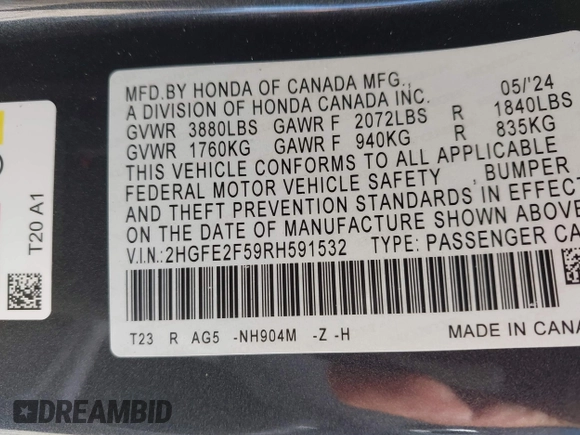 MFD.BY HONDA OF CANADA MFG., 05/'24
A DIVISION OF HONDA CANADA INC.
GVWR 3880LBS GAWR F 2072LBS R 1840LBS
GVWR 1760KG GAWR F 940KG R 835KG
THIS VEHICLE CONFORMS TO ALL APPLICABLE
FEDERAL MOTOR VEHICLE SAFETY , BUMPER
AND THEFT PREVENTION STANDARDS IN EFFEC
ON THE DATE OF MANUFACTURE SHOWN ABOVE
V.I.N.: 2HGFE2F59RH591532 TYPE: PASSENGER CA
T23 R AG5 -NH904M -Z -H MADE IN CANA
T20 A1
DREAMBID